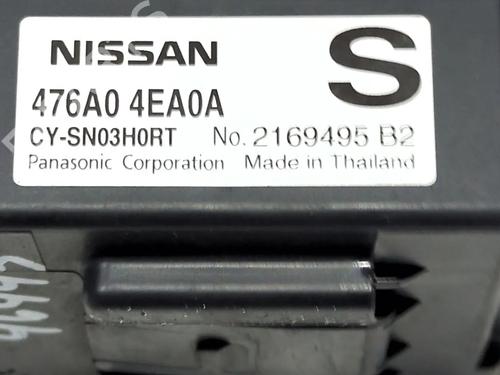 NISSAN S
476A0 4EA0A
CY-SN03H0RT No. 2169495 B2
Panasonic Corporation Made in Thailand